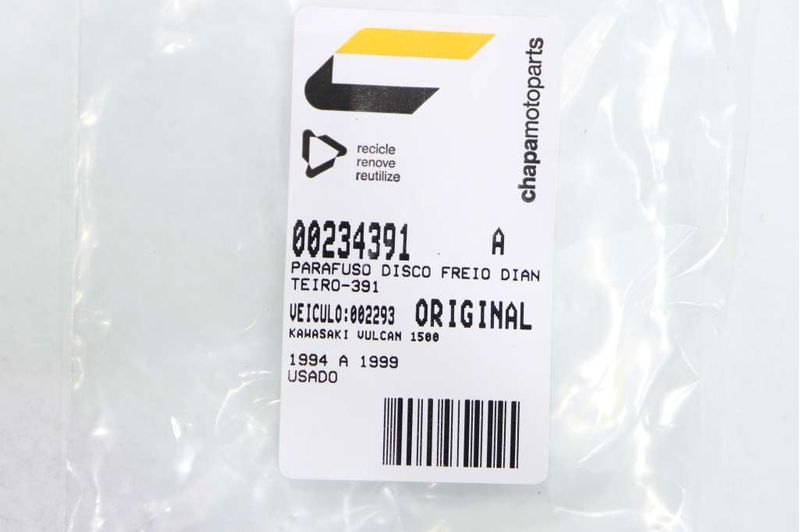 chapamotoparts
recicle
renove
reutilize
00234391 A
PARAFUSO DISCO FREIO DIAN
TEIRO-391
VEICULO:002293 ORIGINAL
KAWASAKI VULCAN 1500
1994 A 1999
USADO